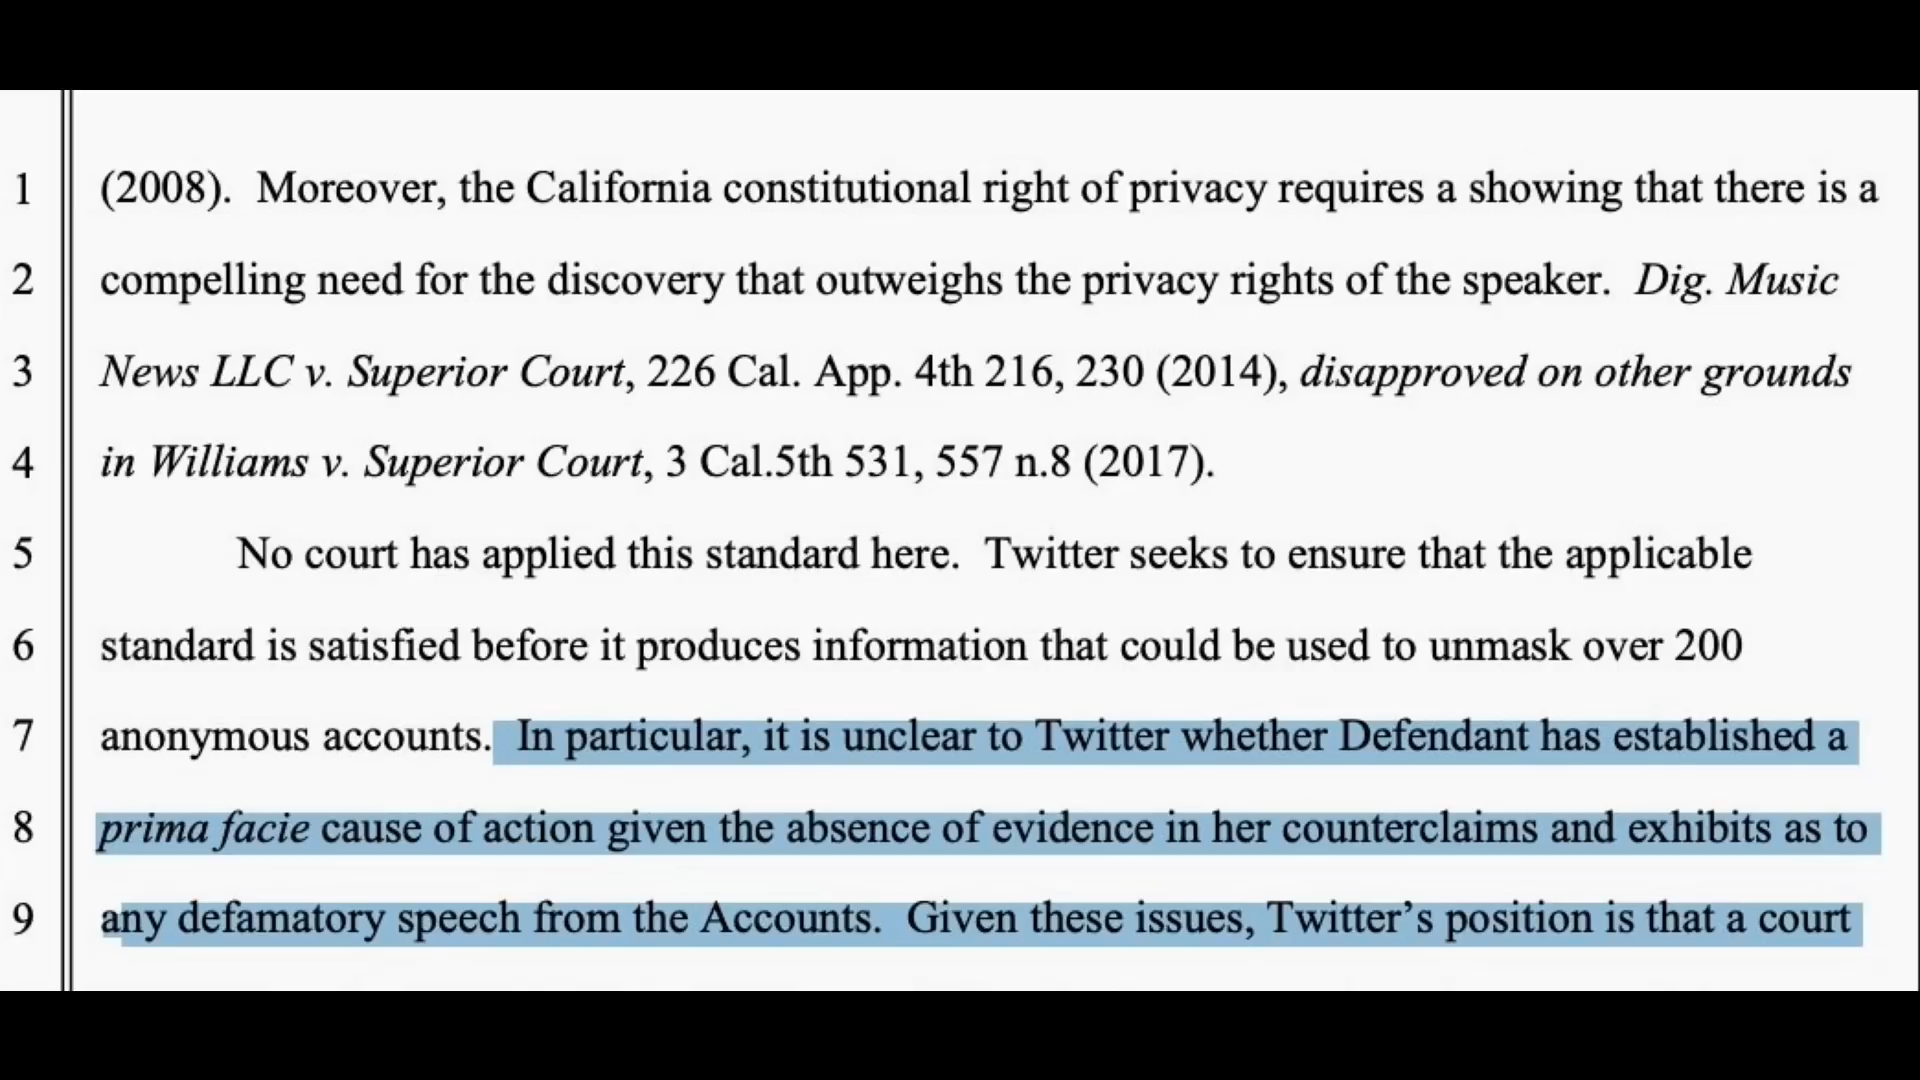 1 (2008). Moreover, the California constitutional right of privacy requires a showing that there is a
2 compelling need for the discovery that outweighs the privacy rights of the speaker. Dig. Music
3 News LLC v. Superior Court, 226 Cal. App. 4th 216, 230 (2014), disapproved on other grounds
4 in Williams v. Superior Court, 3 Cal.5th 531, 557 n.8 (2017).
5 No court has applied this standard here. Twitter seeks to ensure that the applicable
6 standard is satisfied before it produces information that could be used to unmask over 200
7 anonymous accounts. In particular, it is unclear to Twitter whether Defendant has established a
8 prima facie cause of action given the absence of evidence in her counterclaims and exhibits as to
9 any defamatory speech from the Accounts. Given these issues, Twitter’s position is that a court